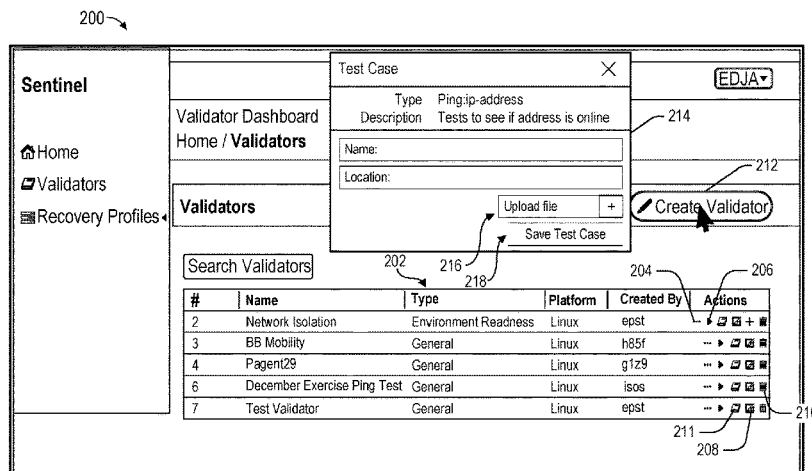 200
Sentinel
Home
Validators
Recovery Profiles
EDJA
Validator Dashboard
Home / Validators
Test Case
Type Ping:ip-address
Description Tests to see if address is online
Name:
Location:
Upload file +
Save Test Case
214
212
216
218
Validators
Create Validator
Search Validators
202
204
206
# Name Type Platform Created By Actions
2 Network Isolation Environment Readness Linux epst
3 BB Mobility General Linux h85f
4 Pagent29 General Linux g1z9
6 December Exercise Ping Test General Linux isos
7 Test Validator General Linux epst
211
208